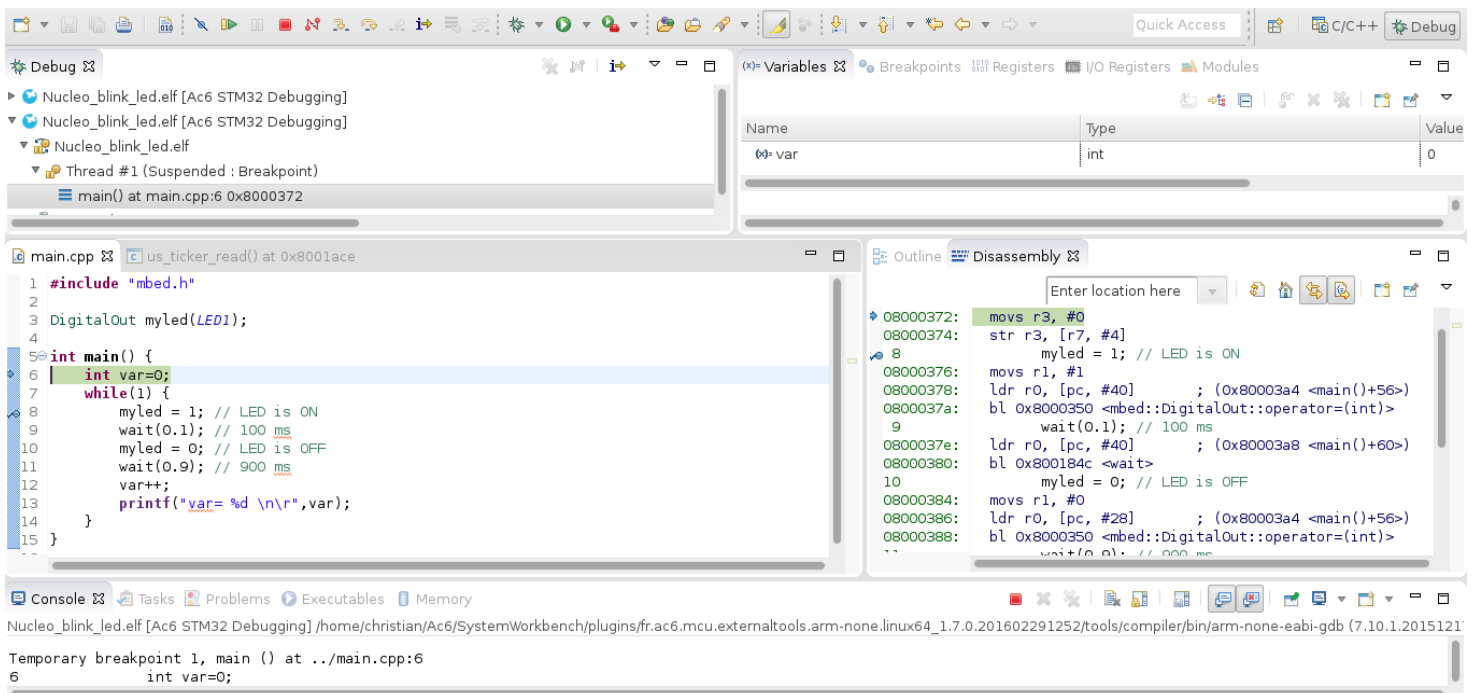 Quick Access
C/C++
Debug
Debug
Nucleo_blink_led.elf [Ac6 STM32 Debugging]
Nucleo_blink_led.elf [Ac6 STM32 Debugging]
Nucleo_blink_led.elf
Thread #1 (Suspended : Breakpoint)
main() at main.cpp:6 0x8000372
(x)= Variables
Breakpoints
Registers
I/O Registers
Modules
Name Type Value
(x)= var int 0
main.cpp
us_ticker_read() at 0x8001ace
1 #include "mbed.h"
2
3 DigitalOut myled(LED1);
4
5 int main() {
6 int var=0;
7 while(1) {
8 myled = 1; // LED is ON
9 wait(0.1); // 100 ms
10 myled = 0; // LED is OFF
11 wait(0.9); // 900 ms
12 var++;
13 printf("var= %d \n\r",var);
14 }
15 }
Outline
Disassembly
Enter location here
08000372: movs r3, #0
08000374: str r3, [r7, #4]
8 myled = 1; // LED is ON
08000376: movs r1, #1
08000378: ldr r0, [pc, #40] ; (0x80003a4 <main()+56>)
0800037a: bl 0x8000350 <mbed::DigitalOut::operator=(int)>
9 wait(0.1); // 100 ms
0800037e: ldr r0, [pc, #40] ; (0x80003a8 <main()+60>)
08000380: bl 0x800184c <wait>
10 myled = 0; // LED is OFF
08000384: movs r1, #0
08000386: ldr r0, [pc, #28] ; (0x80003a4 <main()+56>)
08000388: bl 0x8000350 <mbed::DigitalOut::operator=(int)>
11 wait(0.9); // 900 ms
Console
Tasks
Problems
Executables
Memory
Nucleo_blink_led.elf [Ac6 STM32 Debugging] /home/christian/Ac6/SystemWorkbench/plugins/fr.ac6.mcu.externaltools.arm-none.linux64_1.7.0.201602291252/tools/compiler/bin/arm-none-eabi-gdb (7.10.1.2015121
Temporary breakpoint 1, main () at ../main.cpp:6
6 int var=0;